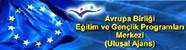 Avrupa Birliği
Eğitim ve Gençlik Programları
Merkezi
(Ulusal Ajans)